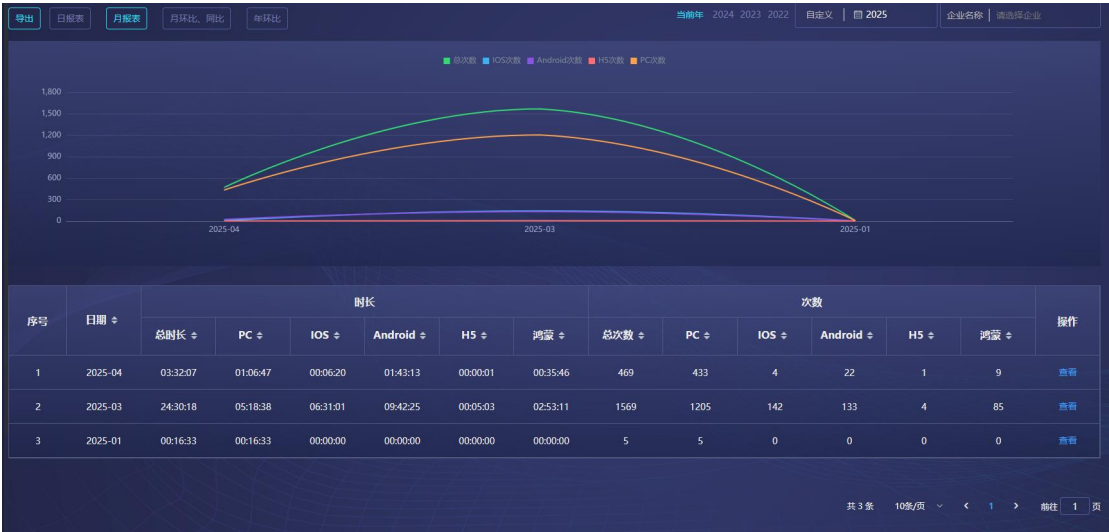 导出 日报表 月报表 月环比、同比 年环比 当前年 2024 2023 2022 自定义 2025 企业名称 请选择企业
总次数 IOS次数 Android次数 H5次数 PC次数
1,800
1,500
1,200
900
600
300
0
2025-04 2025-03 2025-01
序号 日期 时长 次数 操作
总时长 PC IOS Android H5 鸿蒙 总次数 PC IOS Android H5 鸿蒙
1 2025-04 03:32:07 01:06:47 00:06:20 01:43:13 00:00:01 00:35:46 469 433 4 22 1 9 查看
2 2025-03 24:30:18 05:18:38 06:31:01 09:42:25 00:05:03 02:53:11 1569 1205 142 133 4 85 查看
3 2025-01 00:16:33 00:16:33 00:00:00 00:00:00 00:00:00 00:00:00 5 5 0 0 0 0 查看
共 3 条 10条/页 1 前往 1 页